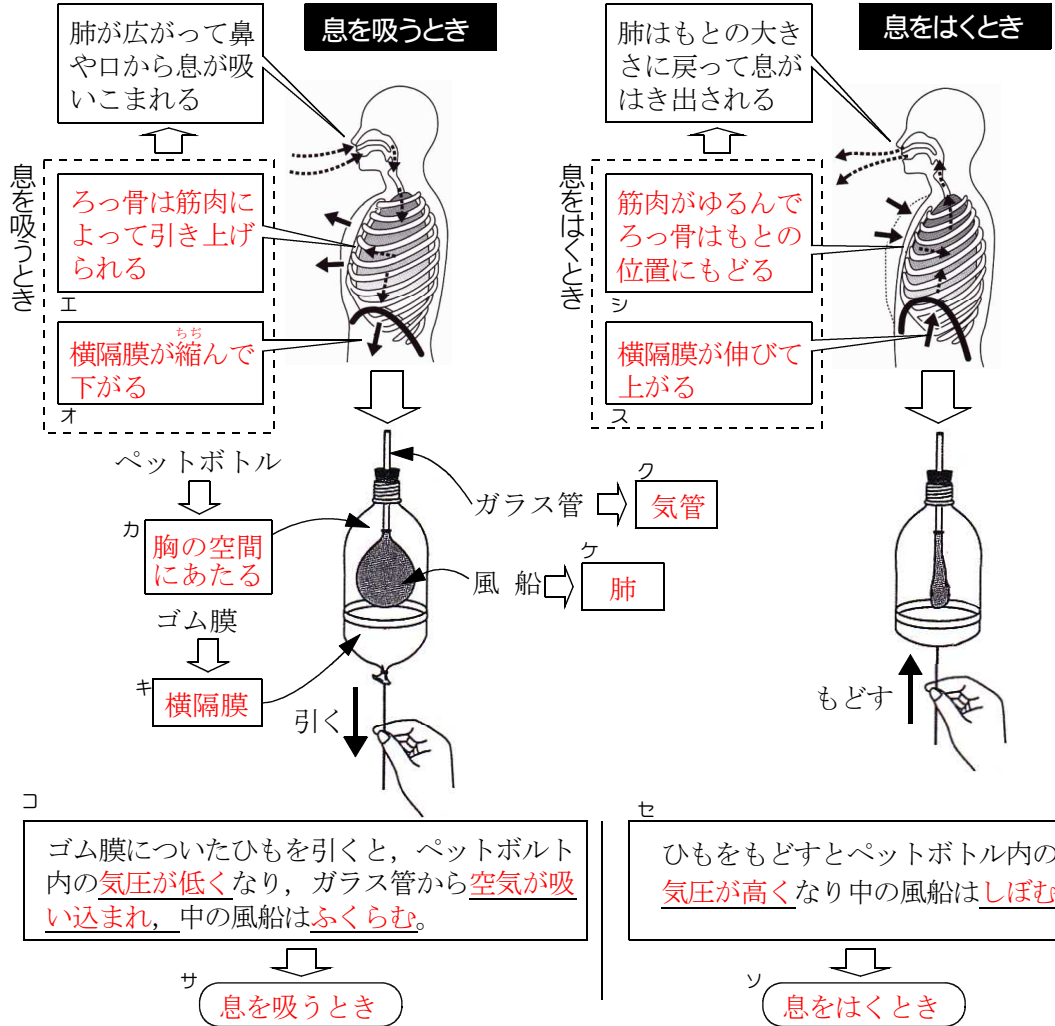 息を吸うとき
肺が広がって鼻
や口から息が吸
いこまれる
息を吸うとき
ろっ骨は筋肉に
よって引き上げ
られる
エ
ちぢ
横隔膜が縮んで
下がる
オ
息をはくとき
肺はもとの大き
さに戻って息が
はき出される
息をはくとき
筋肉がゆるんで
ろっ骨はもとの
位置にもどる
シ
横隔膜が伸びて
上がる
ス
ペットボトル
カ
胸の空間
にあたる
ゴム膜
キ
横隔膜
ガラス管
ク
気管
風 船
ケ
肺
引く
もどす
コ
ゴム膜についたひもを引くと，ペットボルト
内の気圧が低くなり，ガラス管から空気が吸
い込まれ，中の風船はふくらむ。
サ
息を吸うとき
セ
ひもをもどすとペットボトル内の
気圧が高くなり中の風船はしぼむ
ソ
息をはくとき